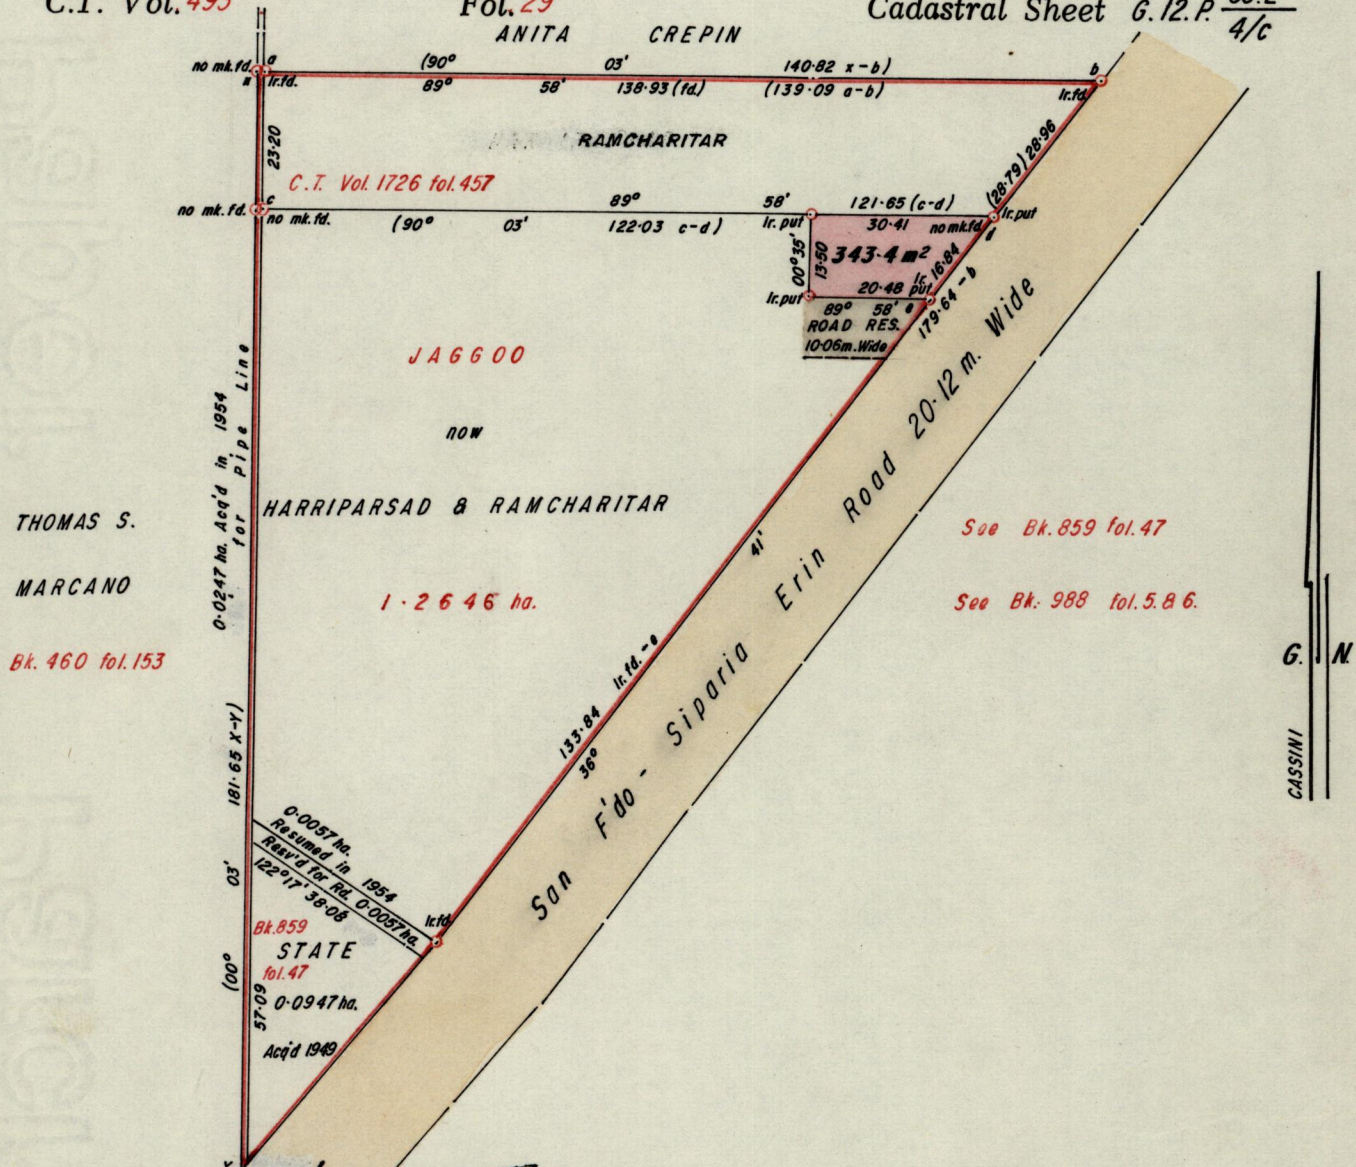 C.T. Vol. 495 Fol. 29 Cadastral Sheet G.12.P.
4/c
ANITA CREPIN
no mk.fd. a (90° 03' 140·82 x-b) b
x Ir.fd. 89° 58' 138·93 (fd.) (139·09 a-b) Ir.fd.
RAMCHARITAR
23·20
(28·79) 28·96
C.T. Vol. 1726 fol. 457
no mk. fd. c 89° 58' 121·65 (c-d)
no mk. fd. (90° 03' 122·03 c-d) Ir. put 30·41 no mk fd. Ir. put
d
00° 35' 13·50 343·4 m² 16·84
Ir. put 20·48 Ir. put
89° 58' e
179·64 - b
ROAD RES.
10·06m. Wide
JAGGOO
now
HARRIPARSAD & RAMCHARITAR
1·2646 ha.
0·0247 ha. Acq'd in 1954
for Pipe Line
THOMAS S.
MARCANO
Bk. 460 fol. 153
See Bk. 859 fol. 47
See Bk. 988 fol. 5 & 6.
San F'do - Siparia Erin Road 20·12 m. Wide
41'
Ir. fd. - e
133·84
36°
G. N.
CASSINI
(00° 03' 181·65 X-Y)
0·0057 ha.
Resumed in 1954
Resv'd for Rd. 0·0057 ha.
122° 17' 38·08
Ir.fd.
Bk. 859
STATE
fol. 47
57·09
0·0947 ha.
Acq'd 1949
Y